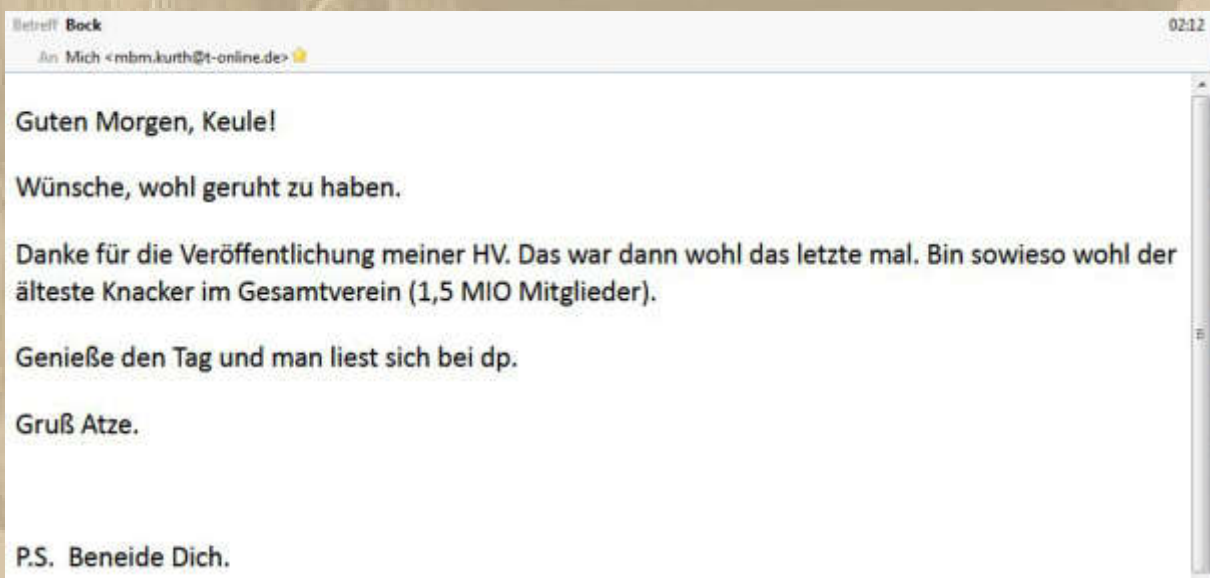 Betreff Bock 02:12
An Mich <mbm.kurth@t-online.de>
Guten Morgen, Keule!
Wünsche, wohl geruht zu haben.
Danke für die Veröffentlichung meiner HV. Das war dann wohl das letzte mal. Bin sowieso wohl der
älteste Knacker im Gesamtverein (1,5 MIO Mitglieder).
Genieße den Tag und man liest sich bei dp.
Gruß Atze.
P.S. Beneide Dich.